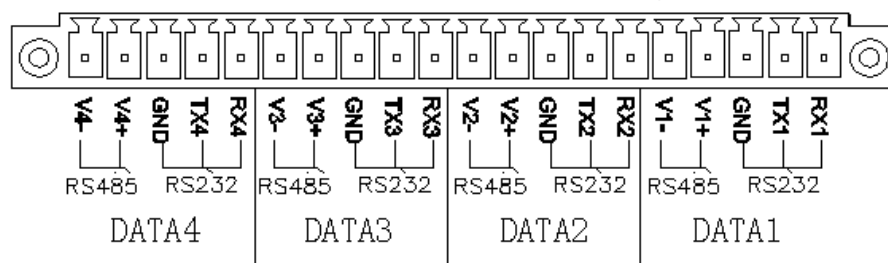 V4- V4+ GND TX4 RX4 V3- V3+ GND TX3 RX3 V2- V2+ GND TX2 RX2 V1- V1+ GND TX1 RX1
RS485 RS232 RS485 RS232 RS485 RS232 RS485 RS232
DATA4 DATA3 DATA2 DATA1